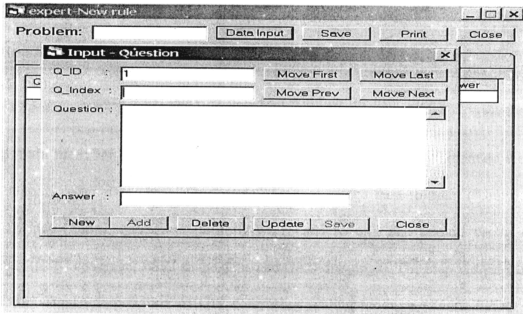 expert-New rule
Problem: Data Input Save Print Close
Input - Question
Q_ID : 1 Move First Move Last
Q_Index : Move Prev Move Next
Question :
Answer :
New Add Delete Update Save Close